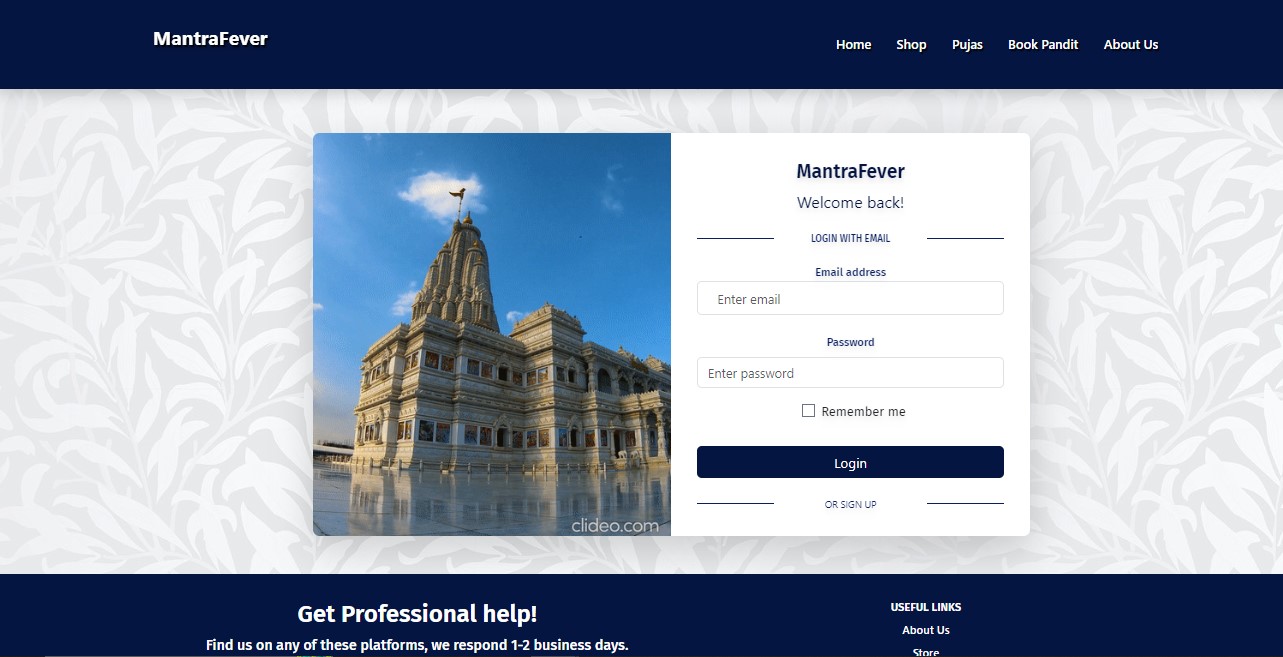 MantraFever
Home Shop Pujas Book Pandit About Us
MantraFever
Welcome back!
LOGIN WITH EMAIL
Email address
Enter email
Password
Enter password
Remember me
Login
OR SIGN UP
clideo.com
Get Professional help!
Find us on any of these platforms, we respond 1-2 business days.
USEFUL LINKS
About Us
Store